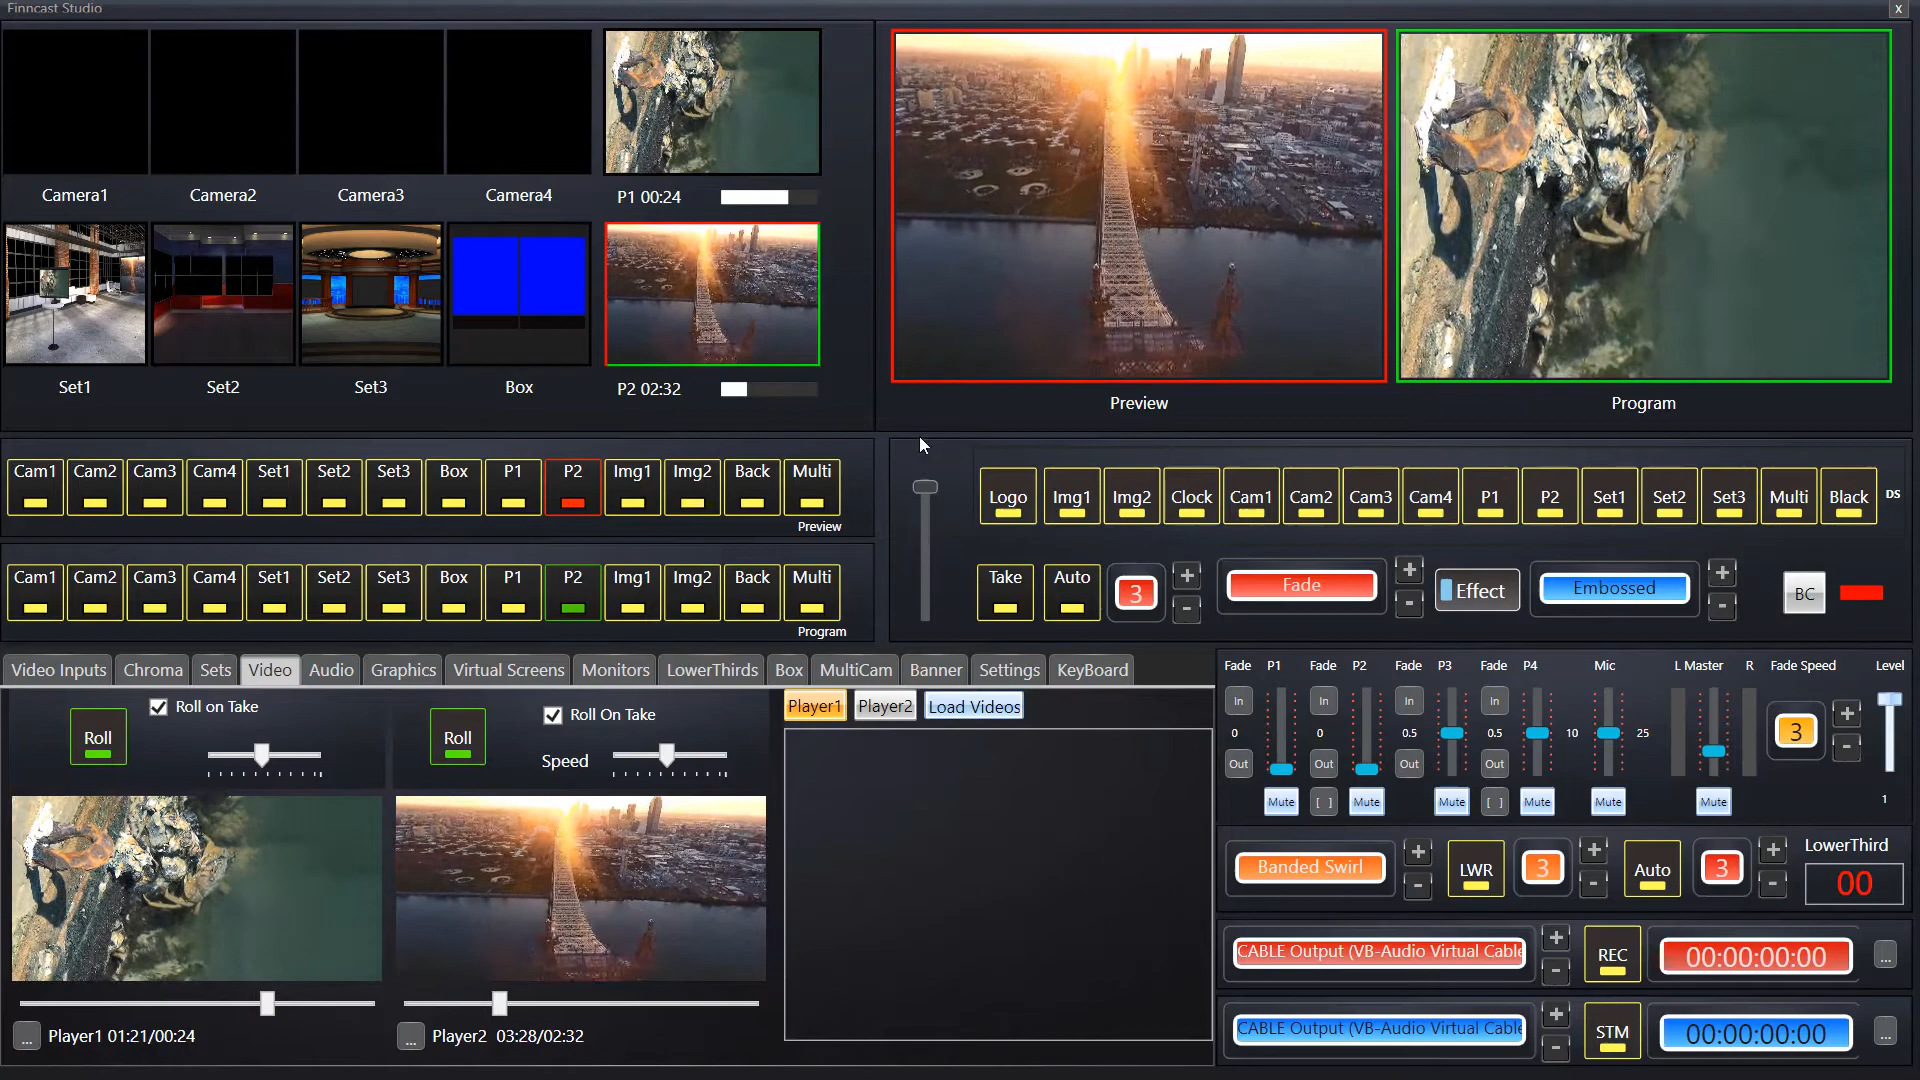 Finncast Studio
X
Camera1 Camera2 Camera3 Camera4 P1 00:24
Set1 Set2 Set3 Box P2 02:32
Preview Program
Cam1 Cam2 Cam3 Cam4 Set1 Set2 Set3 Box P1 P2 Img1 Img2 Back Multi
Preview
Cam1 Cam2 Cam3 Cam4 Set1 Set2 Set3 Box P1 P2 Img1 Img2 Back Multi
Program
Logo Img1 Img2 Clock Cam1 Cam2 Cam3 Cam4 P1 P2 Set1 Set2 Set3 Multi Black DS
Take Auto 3 + - Fade + - Effect Embossed + - BC
Video Inputs Chroma Sets Video Audio Graphics Virtual Screens Monitors LowerThirds Box MultiCam Banner Settings KeyBoard
Roll Roll on Take
Roll Roll On Take
Speed
Player1 Player2 Load Videos
... Player1 01:21/00:24
... Player2 03:28/02:32
Fade P1 Fade P2 Fade P3 Fade P4 Mic L Master R Fade Speed Level
In In In In
0 0 0.5 0.5 10 25 3 + -
Out Out Out Out
1
Mute [ ] Mute Mute [ ] Mute Mute Mute
Banded Swirl + - LWR 3 + - Auto 3 + - LowerThird
00
CABLE Output (VB-Audio Virtual Cable + - REC 00:00:00:00 ...
CABLE Output (VB-Audio Virtual Cable + - STM 00:00:00:00 ...